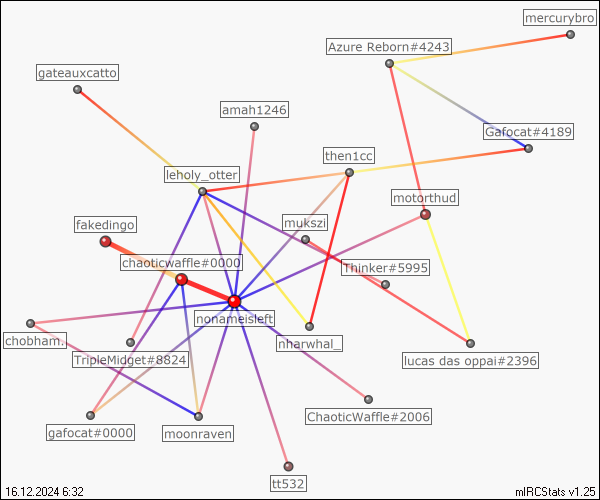 mercurybro
Azure Reborn#4243
gateauxcatto
amah1246
Gafocat#4189
then1cc
leholy_otter
motorthud
fakedingo
mukszi
chaoticwaffle#0000
Thinker#5995
nonameisleft
chobham.
nharwhal_
TripleMidget#8824
lucas das oppai#2396
ChaoticWaffle#2006
gafocat#0000
moonraven
tt532
16.12.2024 6:32
mIRCStats v1.25